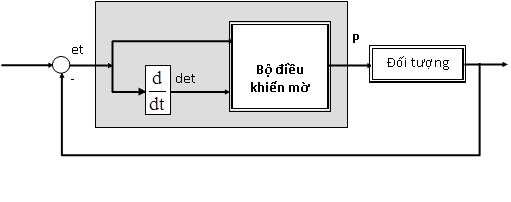 et
P
-
d
dt
det
Bộ điều
khiển mờ
Đối tượng